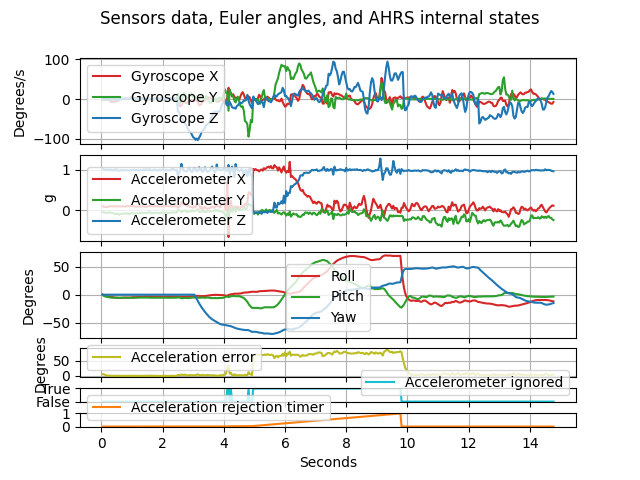 Sensors data, Euler angles, and AHRS internal states
Degrees/s
100
0
−100
Gyroscope X
Gyroscope Y
Gyroscope Z
g
1
0
Accelerometer X
Accelerometer Y
Accelerometer Z
Degrees
50
0
−50
Roll
Pitch
Yaw
Degrees
50
0
Acceleration error
True
False
Accelerometer ignored
1
0
Acceleration rejection timer
0 2 4 6 8 10 12 14
Seconds